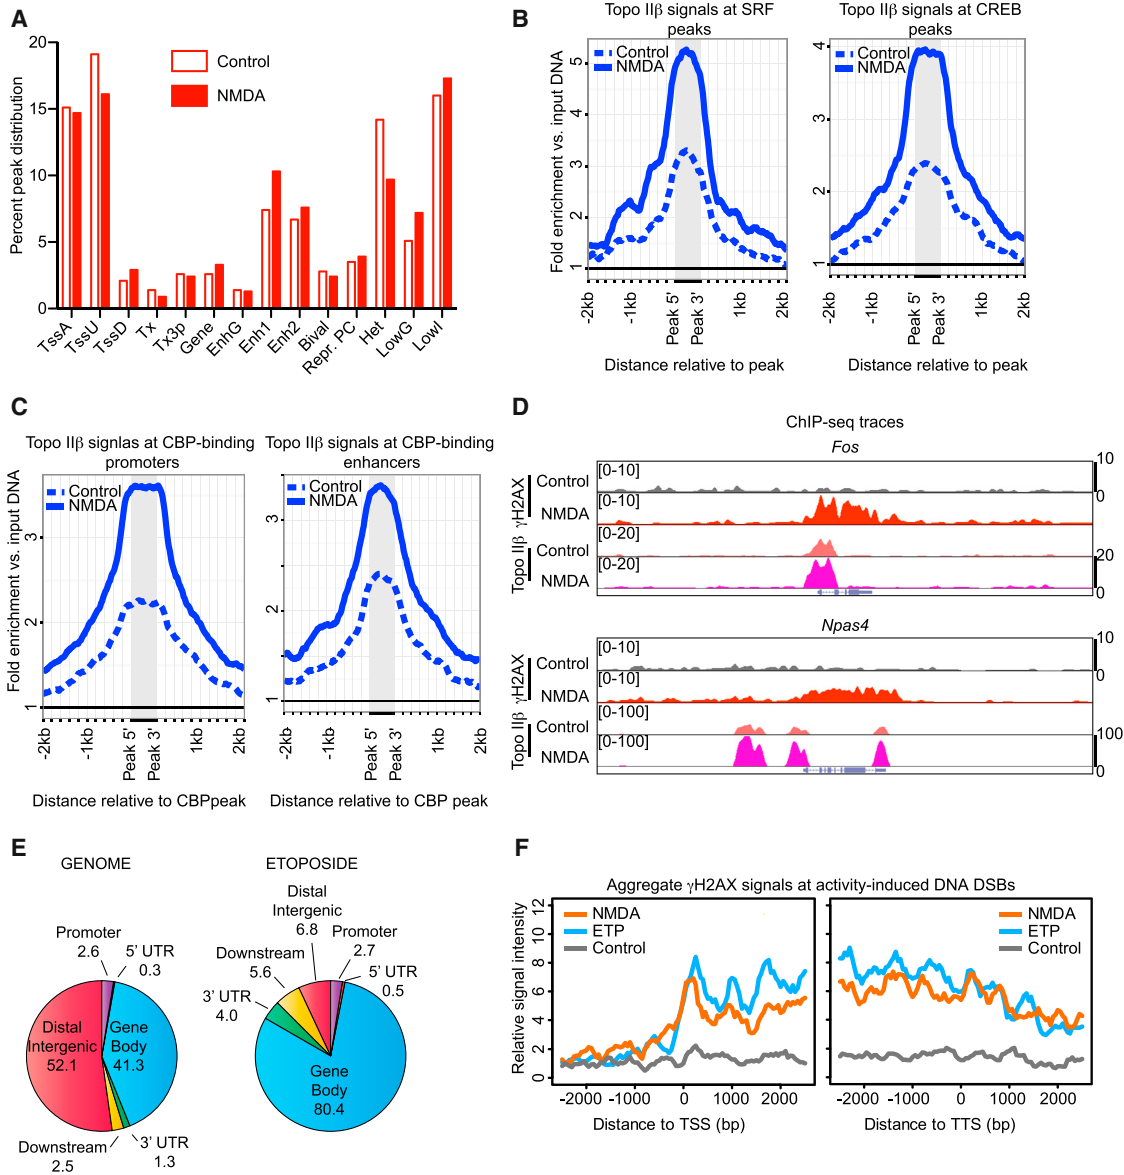 A
Percent peak distribution
20
15
10
5
0
Control
NMDA
TssA
TssU
TssD
Tx
Tx3p
Gene
EnhG
Enh1
Enh2
Bival
Repr. PC
Het
LowG
LowI
B
Topo IIβ signals at SRF
peaks
Control
NMDA
Fold enrichment vs. input DNA
5
4
3
2
1
-2kb
-1kb
Peak 5'
Peak 3'
1kb
2kb
Distance relative to peak
Topo IIβ signals at CREB
peaks
Control
NMDA
4
3
2
1
-2kb
-1kb
Peak 5'
Peak 3'
1kb
2kb
Distance relative to peak
C
Topo IIβ signlas at CBP-binding
promoters
Control
NMDA
Fold enrichment vs. input DNA
3
2
1
-2kb
-1kb
Peak 5'
Peak 3'
1kb
2kb
Distance relative to CBPpeak
Topo IIβ signals at CBP-binding
enhancers
Control
NMDA
3
2
1
-2kb
-1kb
Peak 5'
Peak 3'
1kb
2kb
Distance relative to CBP peak
D
ChIP-seq traces
Fos
γH2AX
Control
[0-10]
10
0
NMDA
[0-10]
Topo IIβ
Control
[0-20]
20
NMDA
[0-20]
0
Npas4
γH2AX
Control
[0-10]
10
0
NMDA
[0-10]
Topo IIβ
Control
[0-100]
100
NMDA
[0-100]
0
E
GENOME
Promoter
2.6
5' UTR
0.3
Distal
Intergenic
52.1
Gene
Body
41.3
Downstream
2.5
3' UTR
1.3
ETOPOSIDE
Distal
Intergenic
6.8
Promoter
2.7
Downstream
5.6
5' UTR
0.5
3' UTR
4.0
Gene
Body
80.4
F
Aggregate γH2AX signals at activity-induced DNA DSBs
Relative signal intensity
12
10
8
6
4
2
0
NMDA
ETP
Control
-2000
-1000
0
1000
2000
Distance to TSS (bp)
NMDA
ETP
Control
-2000
-1000
0
1000
2000
Distance to TTS (bp)